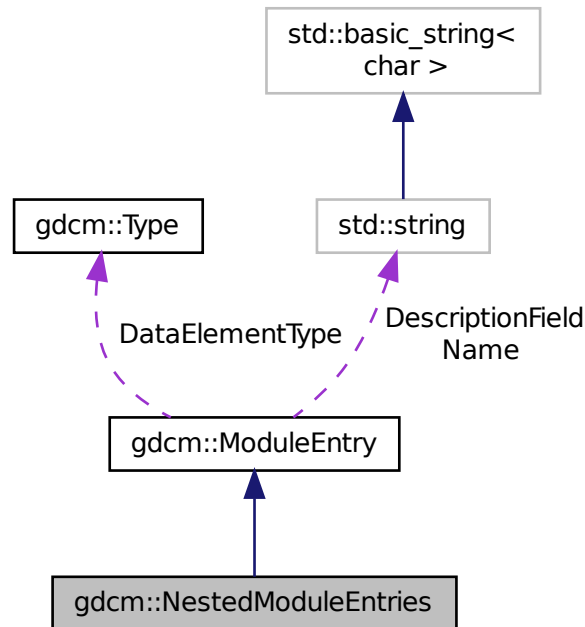 std::basic_string<
char >
gdcm::Type
std::string
DataElementType
DescriptionField
Name
gdcm::ModuleEntry
gdcm::NestedModuleEntries